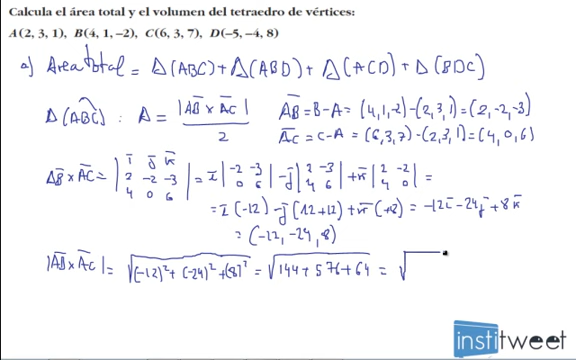 Calcula el área total y el volumen del tetraedro de vértices:
A(2, 3, 1), B(4, 1, −2), C(6, 3, 7), D(−5, −4, 8)
a) Area total = Δ(ABC) + Δ(ABD) + Δ(ACD) + Δ(BDC)
Δ(ABC) : A = |AB x AC| / 2 AB = B-A = (4,1,-2)-(2,3,1) = (2,-2,-3)
AC = C-A = (6,3,7)-(2,3,1) = (4,0,6)
AB x AC = |i j k; 2 -2 -3; 4 0 6| = i |-2 -3; 0 6| - j |2 -3; 4 6| + k |2 -2; 4 0| =
= i (-12) - j (12+12) + k (+8) = -12i - 24j + 8k
= (-12, -24, 8)
|AB x AC| = √(-12)² + (-24)² + (8)² = √144 + 576 + 64 = √
institweet